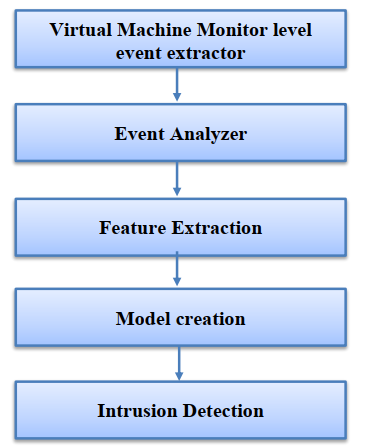 Virtual Machine Monitor level
event extractor
Event Analyzer
Feature Extraction
Model creation
Intrusion Detection